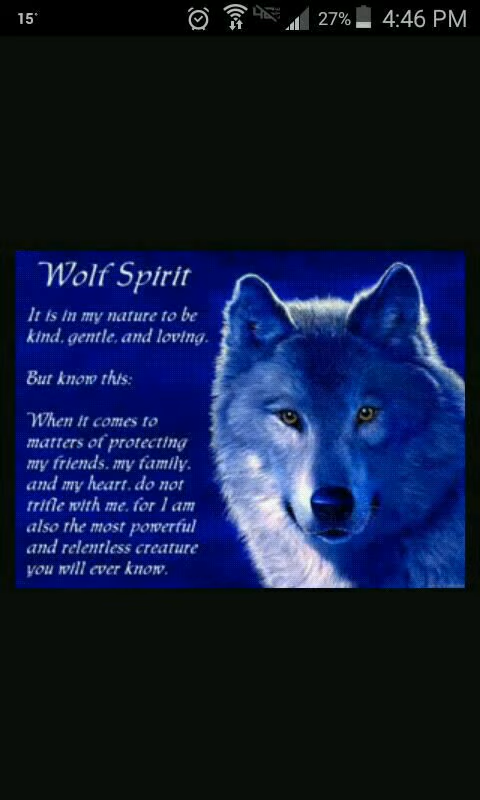 15°
27%
4:46 PM
Wolf Spirit
It is in my nature to be
kind, gentle, and loving.
But know this:
When it comes to
matters of protecting
my friends, my family,
and my heart, do not
trifle with me, for I am
also the most powerful
and relentless creature
you will ever know.